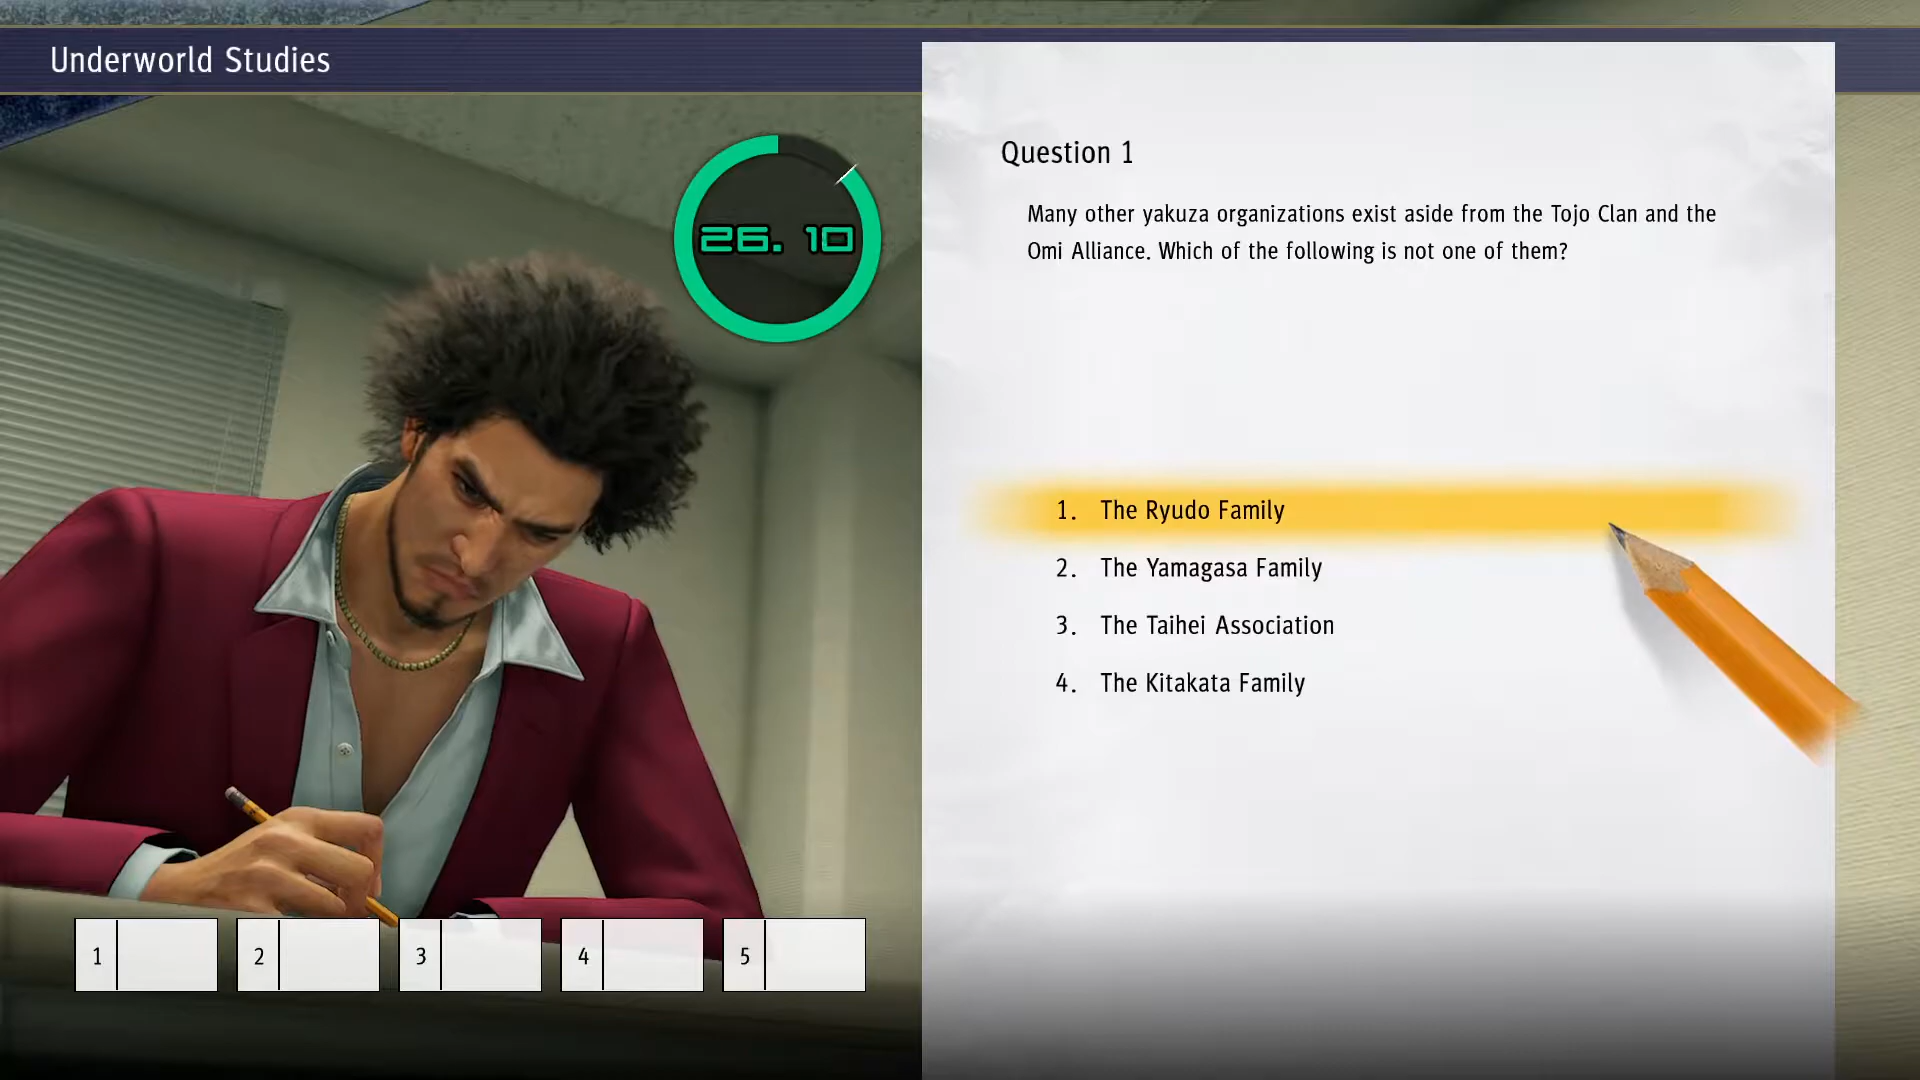 Underworld Studies
26. 10
Question 1
Many other yakuza organizations exist aside from the Tojo Clan and the
Omi Alliance. Which of the following is not one of them?
1. The Ryudo Family
2. The Yamagasa Family
3. The Taihei Association
4. The Kitakata Family
1
2
3
4
5